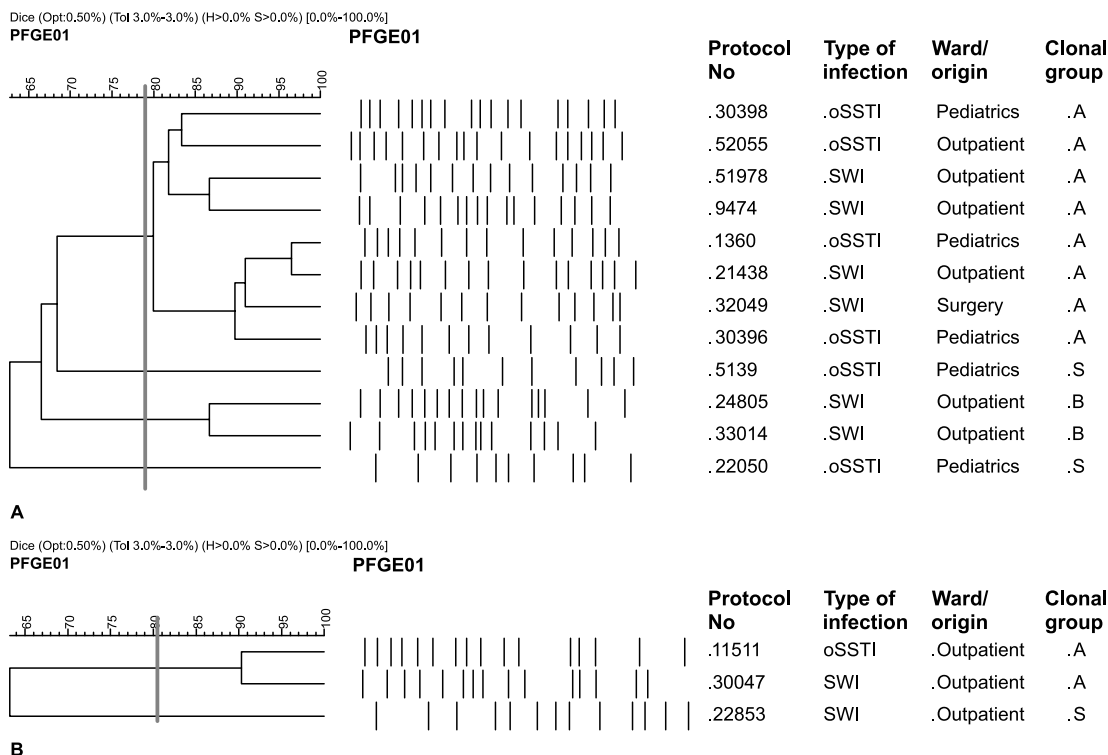 Dice (Opt:0.50%) (Tol 3.0%-3.0%) (H>0.0% S>0.0%) [0.0%-100.0%]
PFGE01 PFGE01
Protocol No Type of infection Ward/ origin Clonal group
65 70 75 80 85 90 95 100
.30398 .oSSTI Pediatrics .A
.52055 .oSSTI Outpatient .A
.51978 .SWI Outpatient .A
.9474 .SWI Outpatient .A
.1360 .oSSTI Pediatrics .A
.21438 .SWI Outpatient .A
.32049 .SWI Surgery .A
.30396 .oSSTI Pediatrics .A
.5139 .oSSTI Pediatrics .S
.24805 .SWI Outpatient .B
.33014 .SWI Outpatient .B
.22050 .oSSTI Pediatrics .S
A
Dice (Opt:0.50%) (Tol 3.0%-3.0%) (H>0.0% S>0.0%) [0.0%-100.0%]
PFGE01 PFGE01
Protocol No Type of infection Ward/ origin Clonal group
65 70 75 80 85 90 95 100
.11511 oSSTI .Outpatient .A
.30047 SWI .Outpatient .A
.22853 SWI .Outpatient .S
B